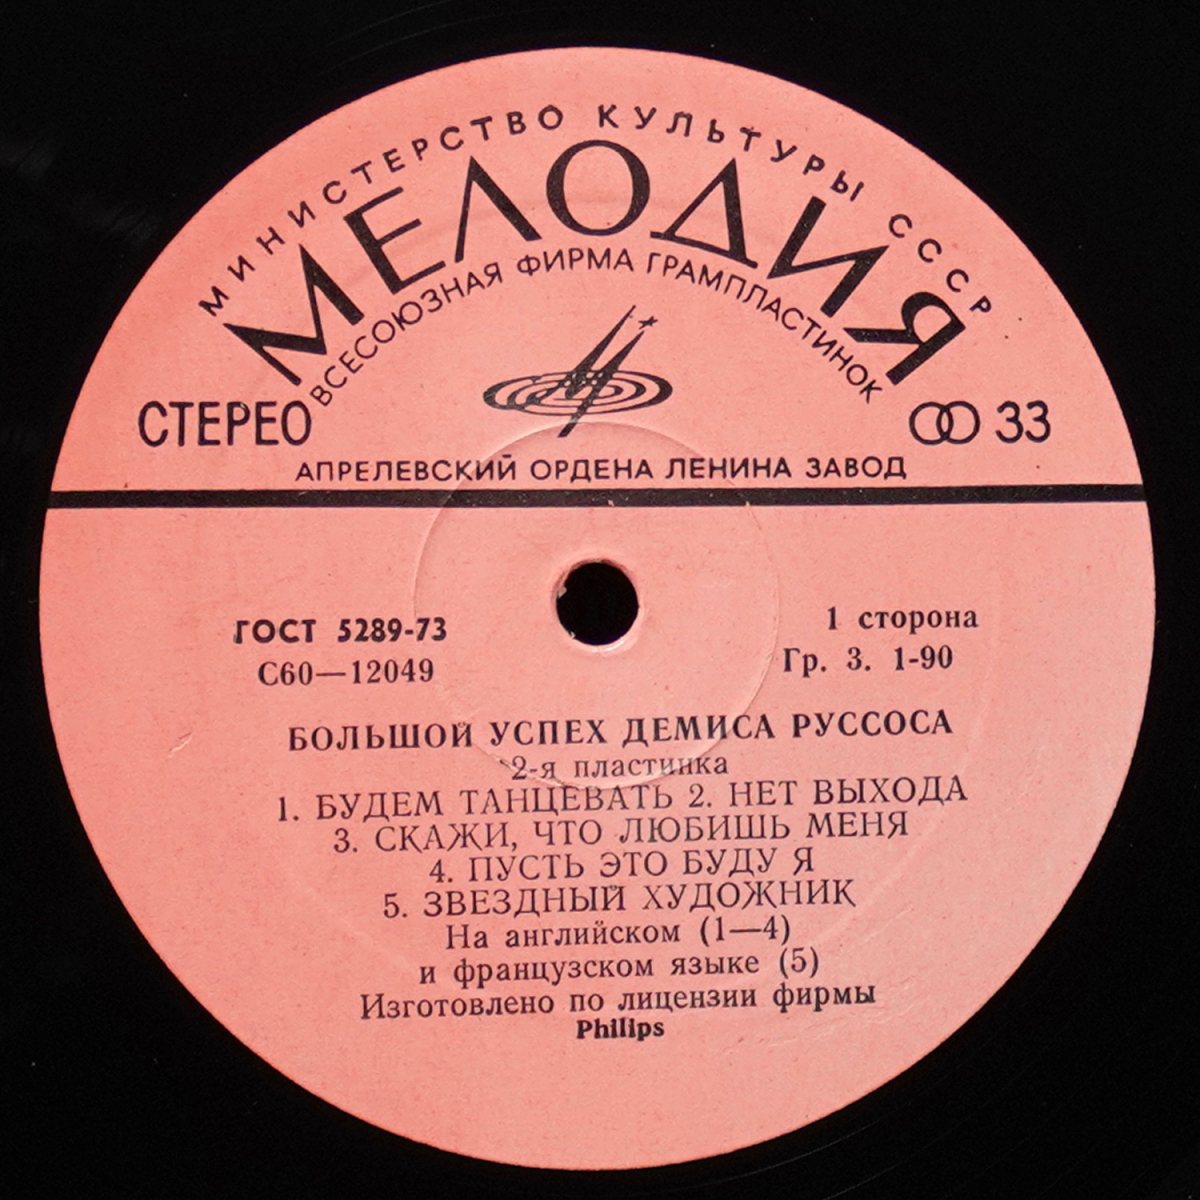 МИНИСТЕРСТВО КУЛЬТУРЫ СССР
МЕЛОДИЯ
ВСЕСОЮЗНАЯ ФИРМА ГРАМПЛАСТИНОК
СТЕРЕО
33
АПРЕЛЕВСКИЙ ОРДЕНА ЛЕНИНА ЗАВОД
ГОСТ 5289-73
С60—12049
1 сторона
Гр. 3. 1-90
БОЛЬШОЙ УСПЕХ ДЕМИСА РУССОСА
2-я пластинка
1. БУДЕМ ТАНЦЕВАТЬ 2. НЕТ ВЫХОДА
3. СКАЖИ, ЧТО ЛЮБИШЬ МЕНЯ
4. ПУСТЬ ЭТО БУДУ Я
5. ЗВЕЗДНЫЙ ХУДОЖНИК
На английском (1—4)
и французском языке (5)
Изготовлено по лицензии фирмы
Philips